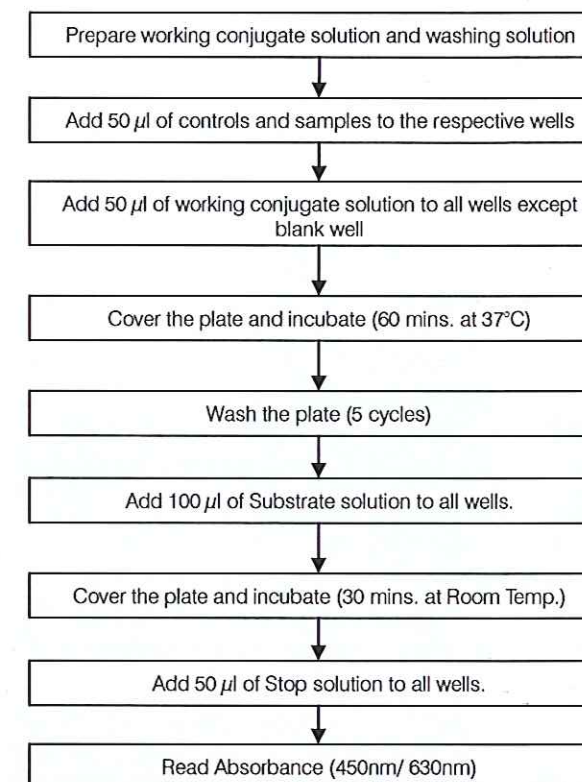 Prepare working conjugate solution and washing solution
Add 50 µl of controls and samples to the respective wells
Add 50 µl of working conjugate solution to all wells except
blank well
Cover the plate and incubate (60 mins. at 37°C)
Wash the plate (5 cycles)
Add 100 µl of Substrate solution to all wells.
Cover the plate and incubate (30 mins. at Room Temp.)
Add 50 µl of Stop solution to all wells.
Read Absorbance (450nm/ 630nm)